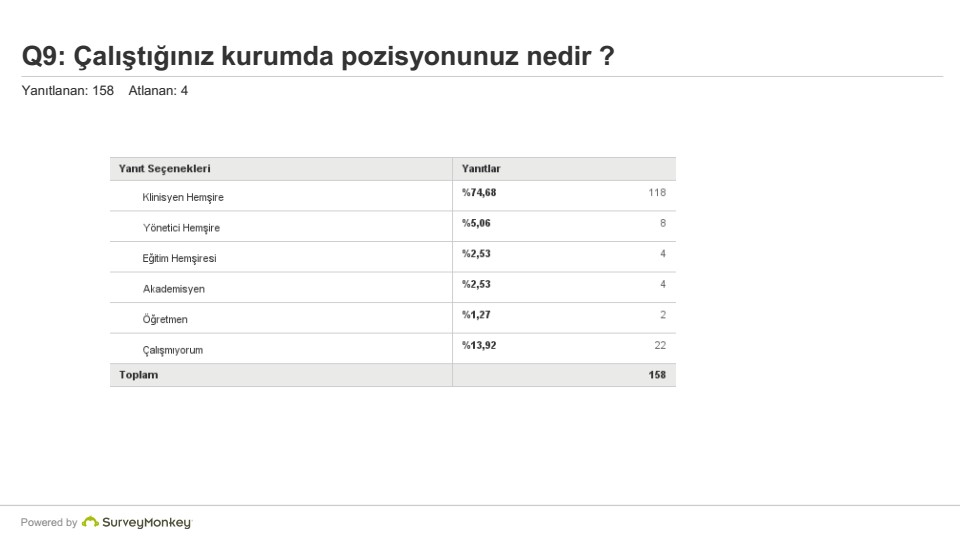 Q9: Çalıştığınız kurumda pozisyonunuz nedir ?
Yanıtlanan: 158 Atlanan: 4
Yanıt Seçenekleri Yanıtlar
Klinisyen Hemşire %74,68 118
Yönetici Hemşire %5,06 8
Eğitim Hemşiresi %2,53 4
Akademisyen %2,53 4
Öğretmen %1,27 2
Çalışmıyorum %13,92 22
Toplam 158
Powered by SurveyMonkey